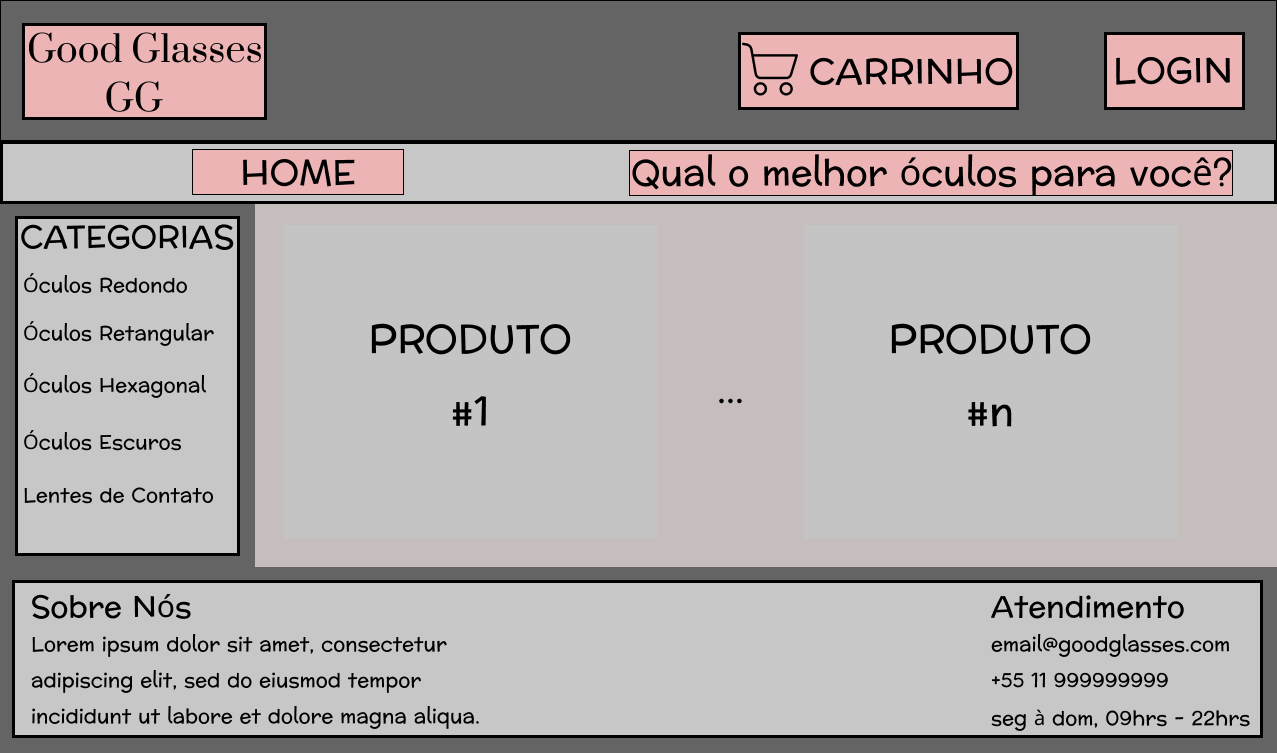 Good Glasses
GG
CARRINHO
LOGIN
HOME
Qual o melhor óculos para você?
CATEGORIAS
Óculos Redondo
Óculos Retangular
Óculos Hexagonal
Óculos Escuros
Lentes de Contato
PRODUTO
#1
...
PRODUTO
#n
Sobre Nós
Lorem ipsum dolor sit amet, consectetur
adipiscing elit, sed do eiusmod tempor
incididunt ut labore et dolore magna aliqua.
Atendimento
email@goodglasses.com
+55 11 999999999
seg à dom, 09hrs - 22hrs